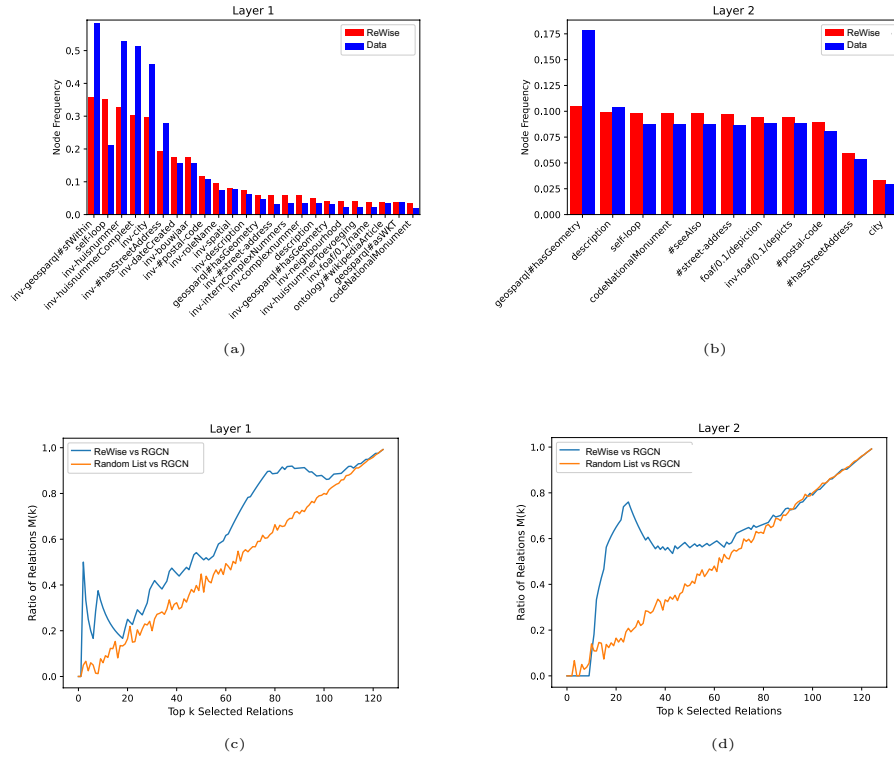 Layer 1
ReWise
Data
Node Frequency
0,5
0,4
0,3
0,2
0,1
0,0
inv-geosparql#sfWithin
self-loop
inv-huisnummer
inv-huisnummerCompleet
inv-city
inv-#hasStreetAddress
inv-dateCreated
inv-bouwjaar
inv-#postal-code
inv-roleName
inv-spatial
inv-description
geosparql#hasGeometry
inv-#street-address
inv-internComplexNummers
inv-complexnummer
description
inv-geosparql#hasGeometry
inv-neighbourhood
inv-huisnummerToevoeging
inv-foaf/0.1/name
ontology#wikipediaArticle
geosparql#asWKT
codeNationalMonument
(a)
Layer 2
ReWise
Data
Node Frequency
0.175
0.150
0.125
0.100
0.075
0.050
0.025
0.000
geosparql#hasGeometry
description
self-loop
codeNationalMonument
#seeAlso
#street-address
foaf/0.1/depiction
inv-foaf/0.1/depicts
#postal-code
#hasStreetAddress
city
(b)
Layer 1
ReWise vs RGCN
Random List vs RGCN
Ratio of Relations M(k)
1.0
0.8
0.6
0.4
0.2
0.0
0 20 40 60 80 100 120
Top k Selected Relations
(c)
Layer 2
ReWise vs RGCN
Random List vs RGCN
Ratio of Relations M(k)
1.0
0.8
0.6
0.4
0.2
0.0
0 20 40 60 80 100 120
Top k Selected Relations
(d)